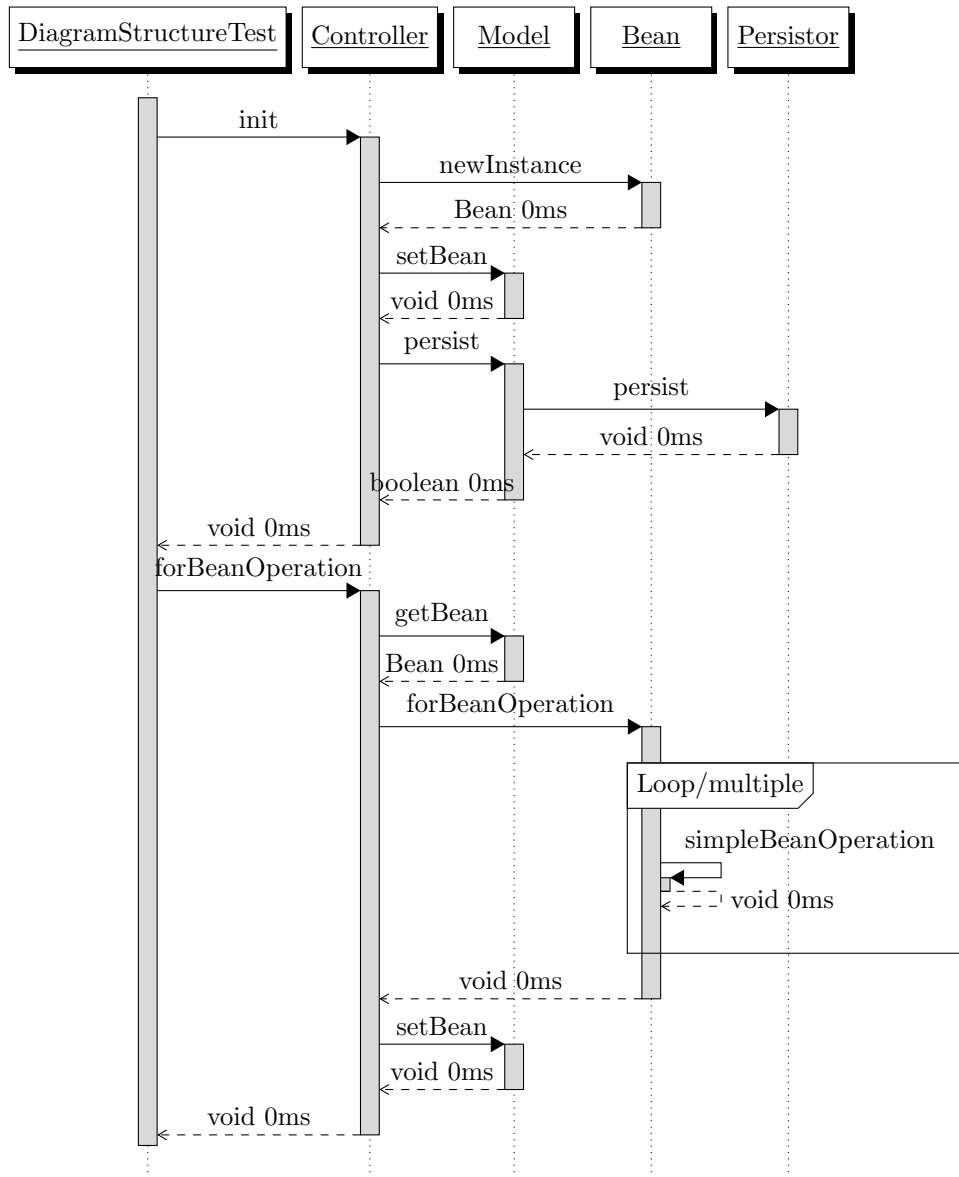 DiagramStructureTest
Controller
Model
Bean
Persistor
init
newInstance
Bean 0ms
setBean
void 0ms
persist
persist
void 0ms
boolean 0ms
void 0ms
forBeanOperation
getBean
Bean 0ms
forBeanOperation
Loop/multiple
simpleBeanOperation
void 0ms
void 0ms
setBean
void 0ms
void 0ms